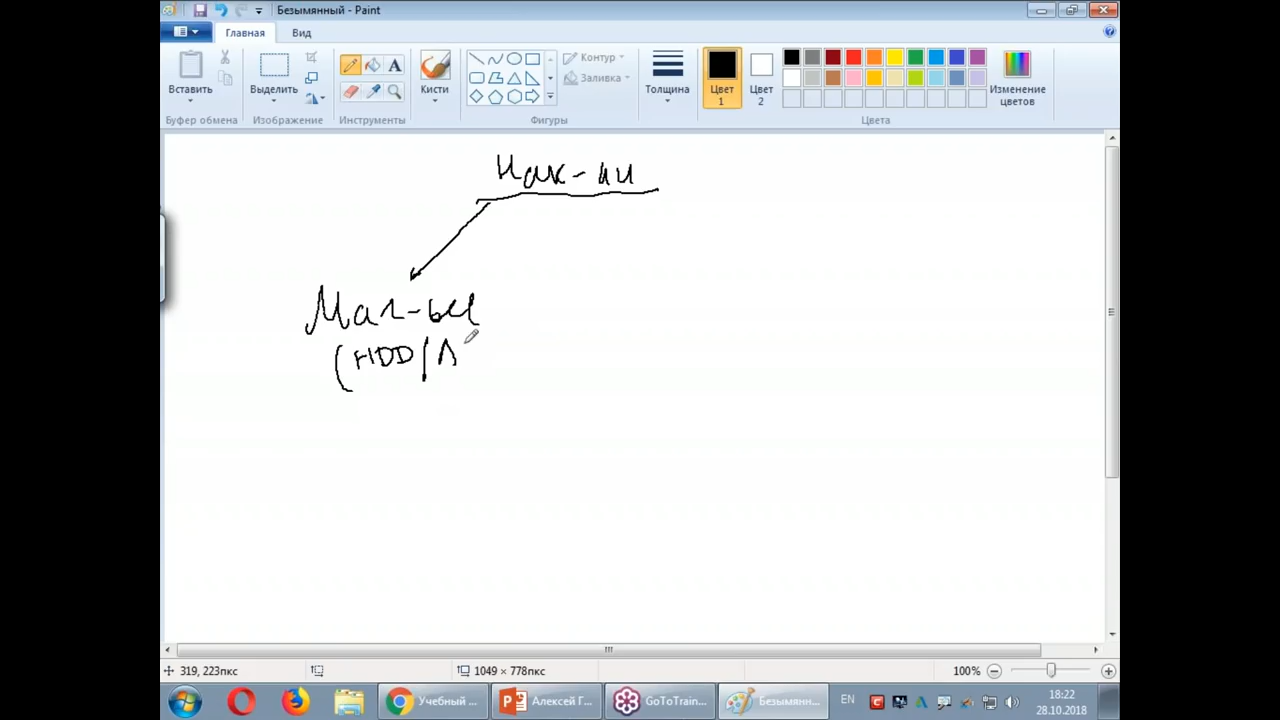 Безымянный - Paint
Главная Вид
Вставить Выделить Кисти Контур Заливка Толщина Цвет 1 Цвет 2 Изменение цветов
Буфер обмена Изображение Инструменты Фигуры Цвета
Нак-ли
Маг-ые
(HDD/Л
319, 223пкс 1049 × 778пкс 100%
Учебный ... Алексей Г... GoToTrain... Безымянн... EN 18:22
28.10.2018